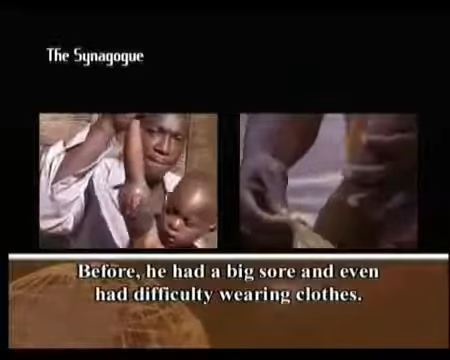 The Synagogue
Before, he had a big sore and even
had difficulty wearing clothes.